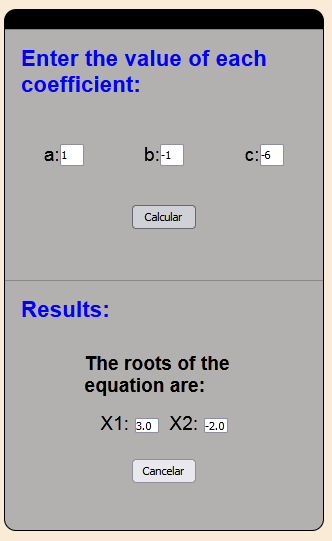 Enter the value of each
coefficient:
a: 1 b: -1 c: -6
Calcular
Results:
The roots of the
equation are:
X1: 3.0 X2: -2.0
Cancelar